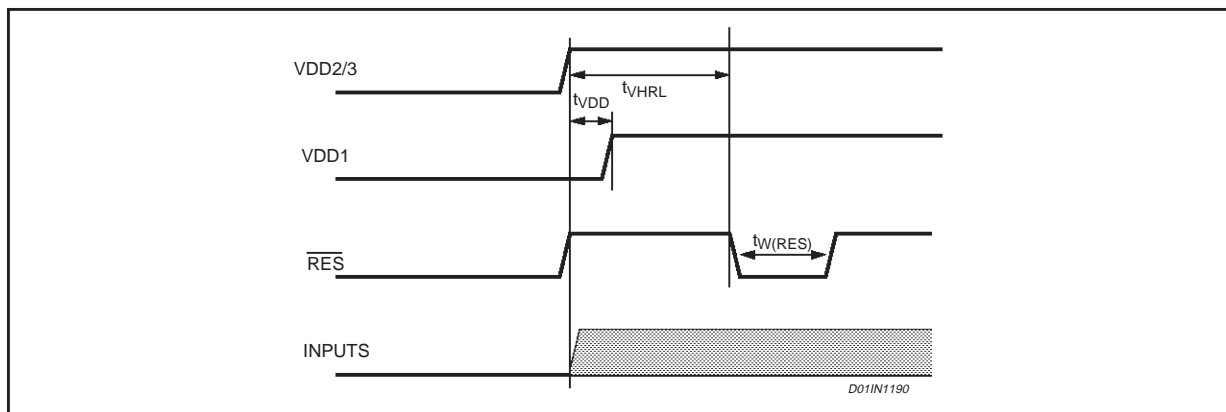 VDD2/3
tVHRL
tVDD
VDD1
tW(RES)
RES
INPUTS
D01IN1190